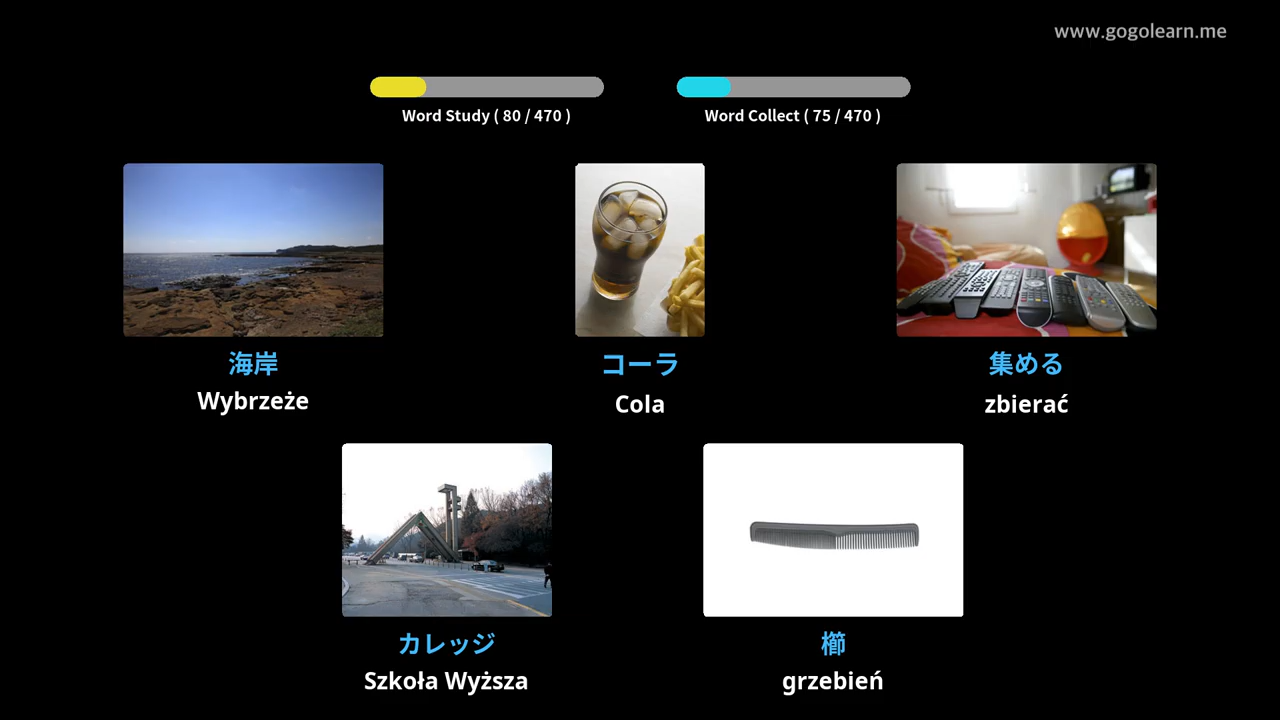 www.gogolearn.me
Word Study ( 80 / 470 )
Word Collect ( 75 / 470 )
海岸
Wybrzeże
コーラ
Cola
集める
zbierać
カレッジ
Szkoła Wyższa
櫛
grzebień